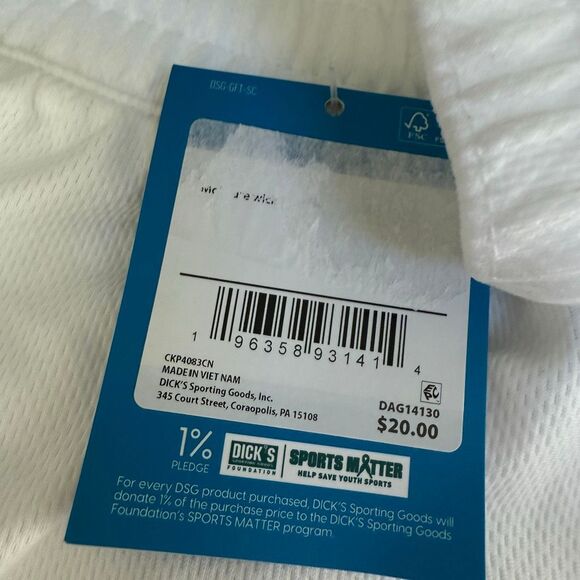 DSG-GFT-SC
FSC
1 96358 93141 4
CKP4083CN
MADE IN VIET NAM
DICK'S Sporting Goods, Inc.
345 Court Street, Coraopolis, PA 15108
DAG14130
$20.00
1%
PLEDGE
DICK'S
FOUNDATION
SPORTS MATTER
HELP SAVE YOUTH SPORTS
For every DSG product purchased, DICK'S Sporting Goods will
donate 1% of the purchase price to the DICK'S Sporting Goods
Foundation's SPORTS MATTER program.